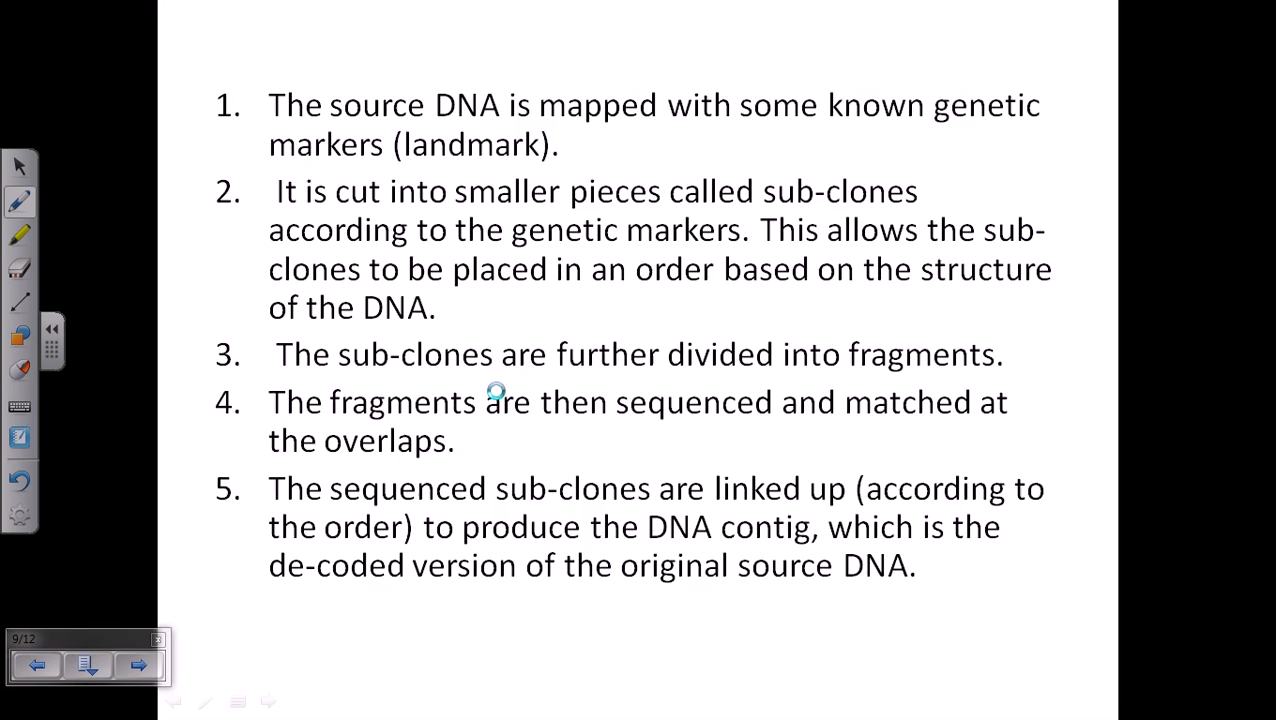 1. The source DNA is mapped with some known genetic
markers (landmark).
2. It is cut into smaller pieces called sub-clones
according to the genetic markers. This allows the sub-
clones to be placed in an order based on the structure
of the DNA.
3. The sub-clones are further divided into fragments.
4. The fragments are then sequenced and matched at
the overlaps.
5. The sequenced sub-clones are linked up (according to
the order) to produce the DNA contig, which is the
de-coded version of the original source DNA.
9/12